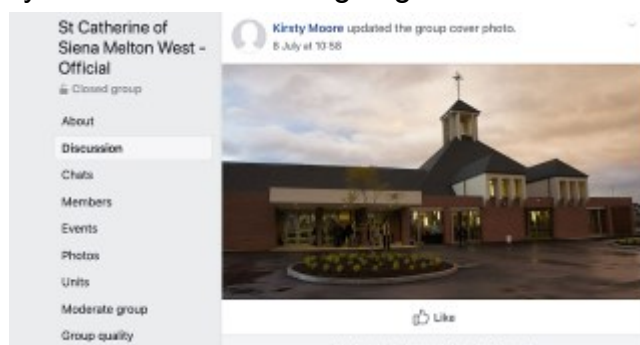 St Catherine of
Siena Melton West -
Official
Closed group
About
Discussion
Chats
Members
Events
Photos
Units
Moderate group
Group quality
Kirsty Moore updated the group cover photo.
8 July at 10:58
Like